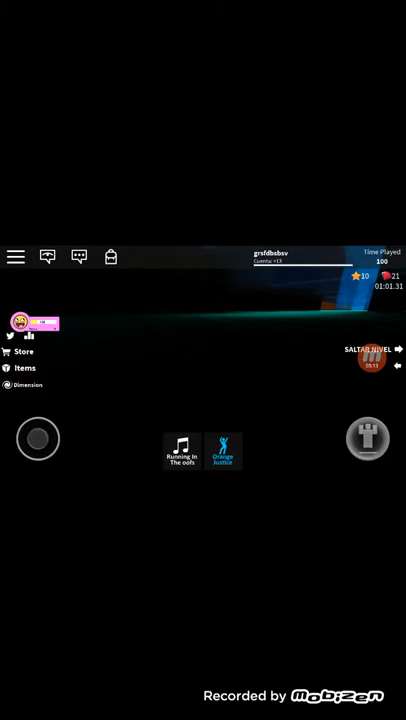 grsfdbsbsv
Cuenta: +13
Time Played
100
10
21
01:01.31
Store
Items
Dimension
SALTAR NIVEL
Running In
The oofs
Orange
Justice
Recorded by MOBIZEN